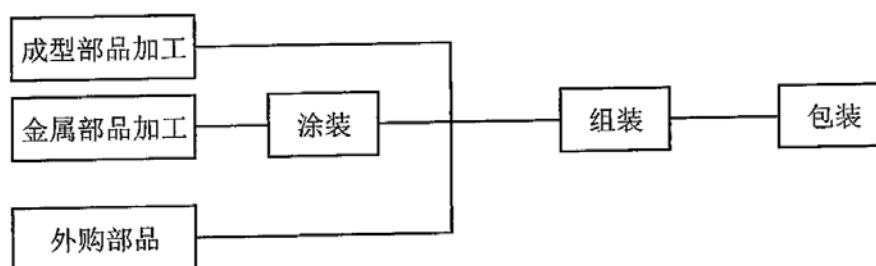 成型部品加工
金属部品加工
涂装
组装
包装
外购部品